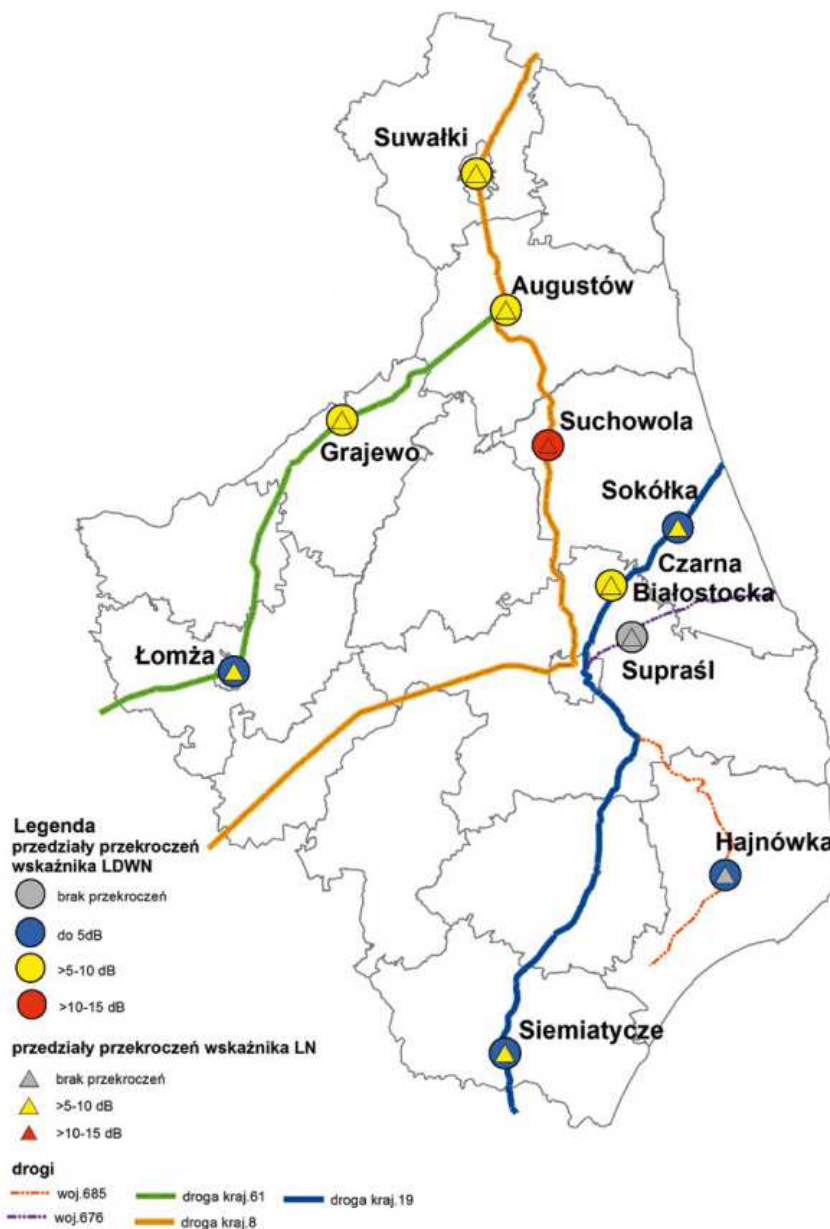 Suwałki
Augustów
Suchowola
Grajewo
Sokółka
Czarna
Białostocka
Łomża
Supraśl
Hajnówka
Siemiatycze
Legenda
przedziały przekroczeń
wskaźnika LDWN
brak przekroczeń
do 5dB
>5-10 dB
>10-15 dB
przedziały przekroczeń wskaźnika LN
brak przekroczeń
>5-10 dB
>10-15 dB
drogi
woj.685 droga kraj.61 droga kraj.19
woj.676 droga kraj.8